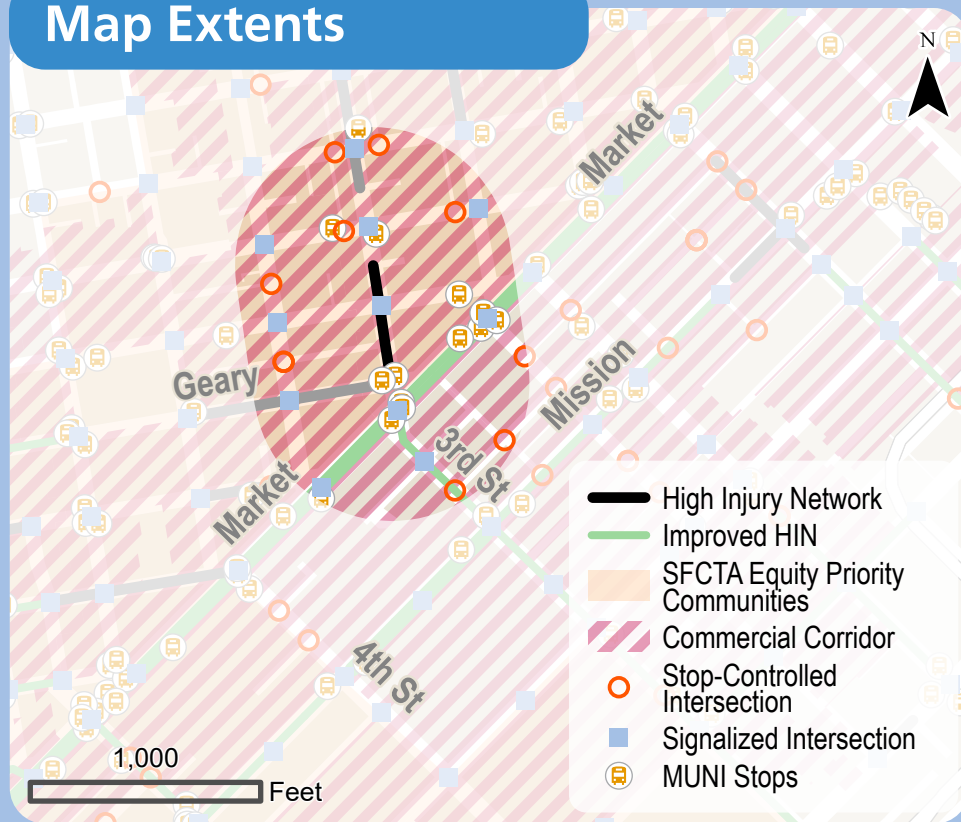 Map Extents
N
Market
Mission
Geary
3rd St
Market
4th St
High Injury Network
Improved HIN
SFCTA Equity Priority
Communities
Commercial Corridor
Stop-Controlled
Intersection
Signalized Intersection
MUNI Stops
1,000
Feet